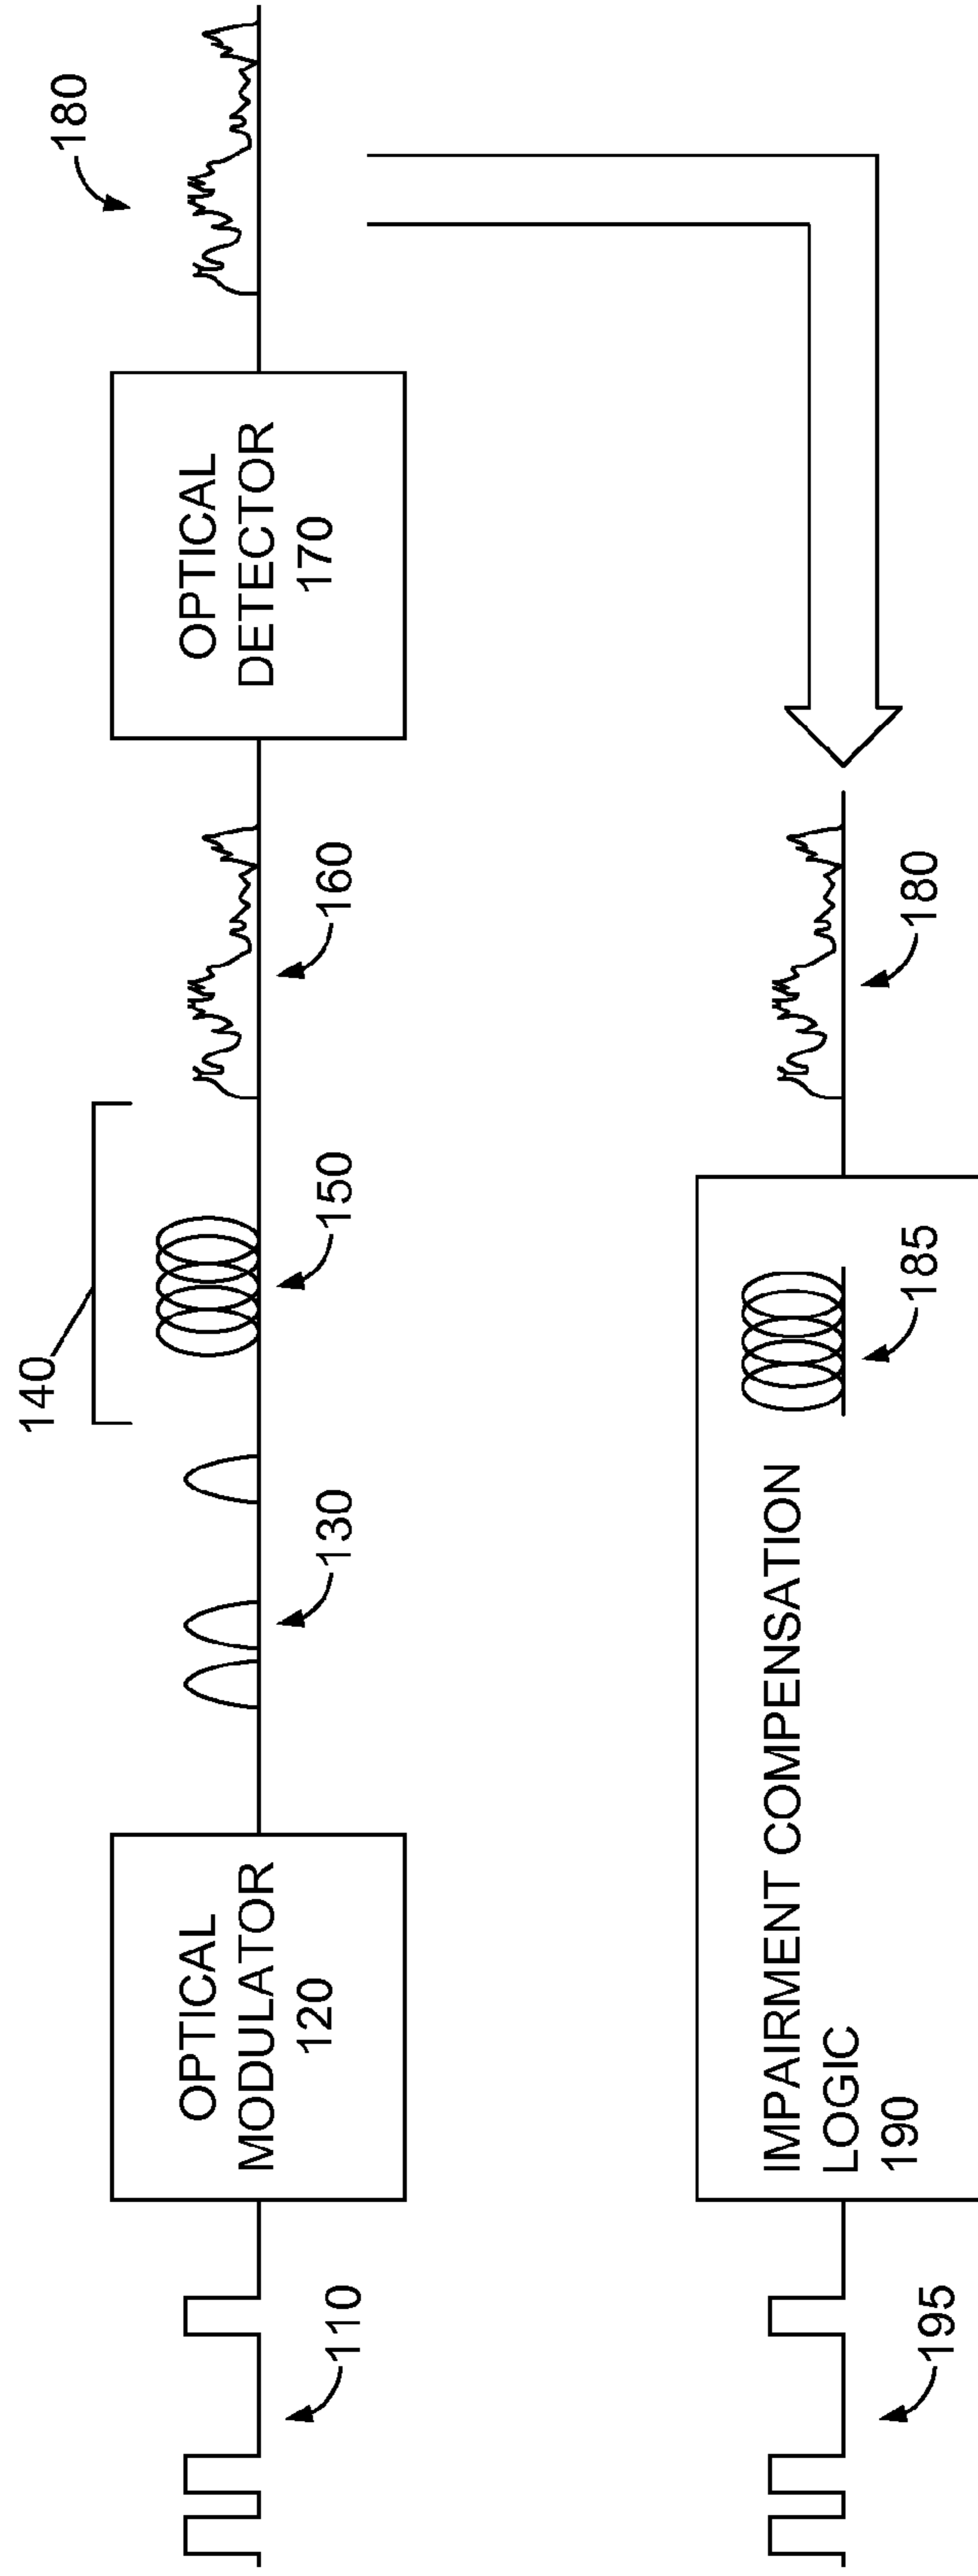 140
180
OPTICAL
MODULATOR
120
OPTICAL
DETECTOR
170
110
130
150
160
IMPAIRMENT COMPENSATION
LOGIC
190
185
180
195